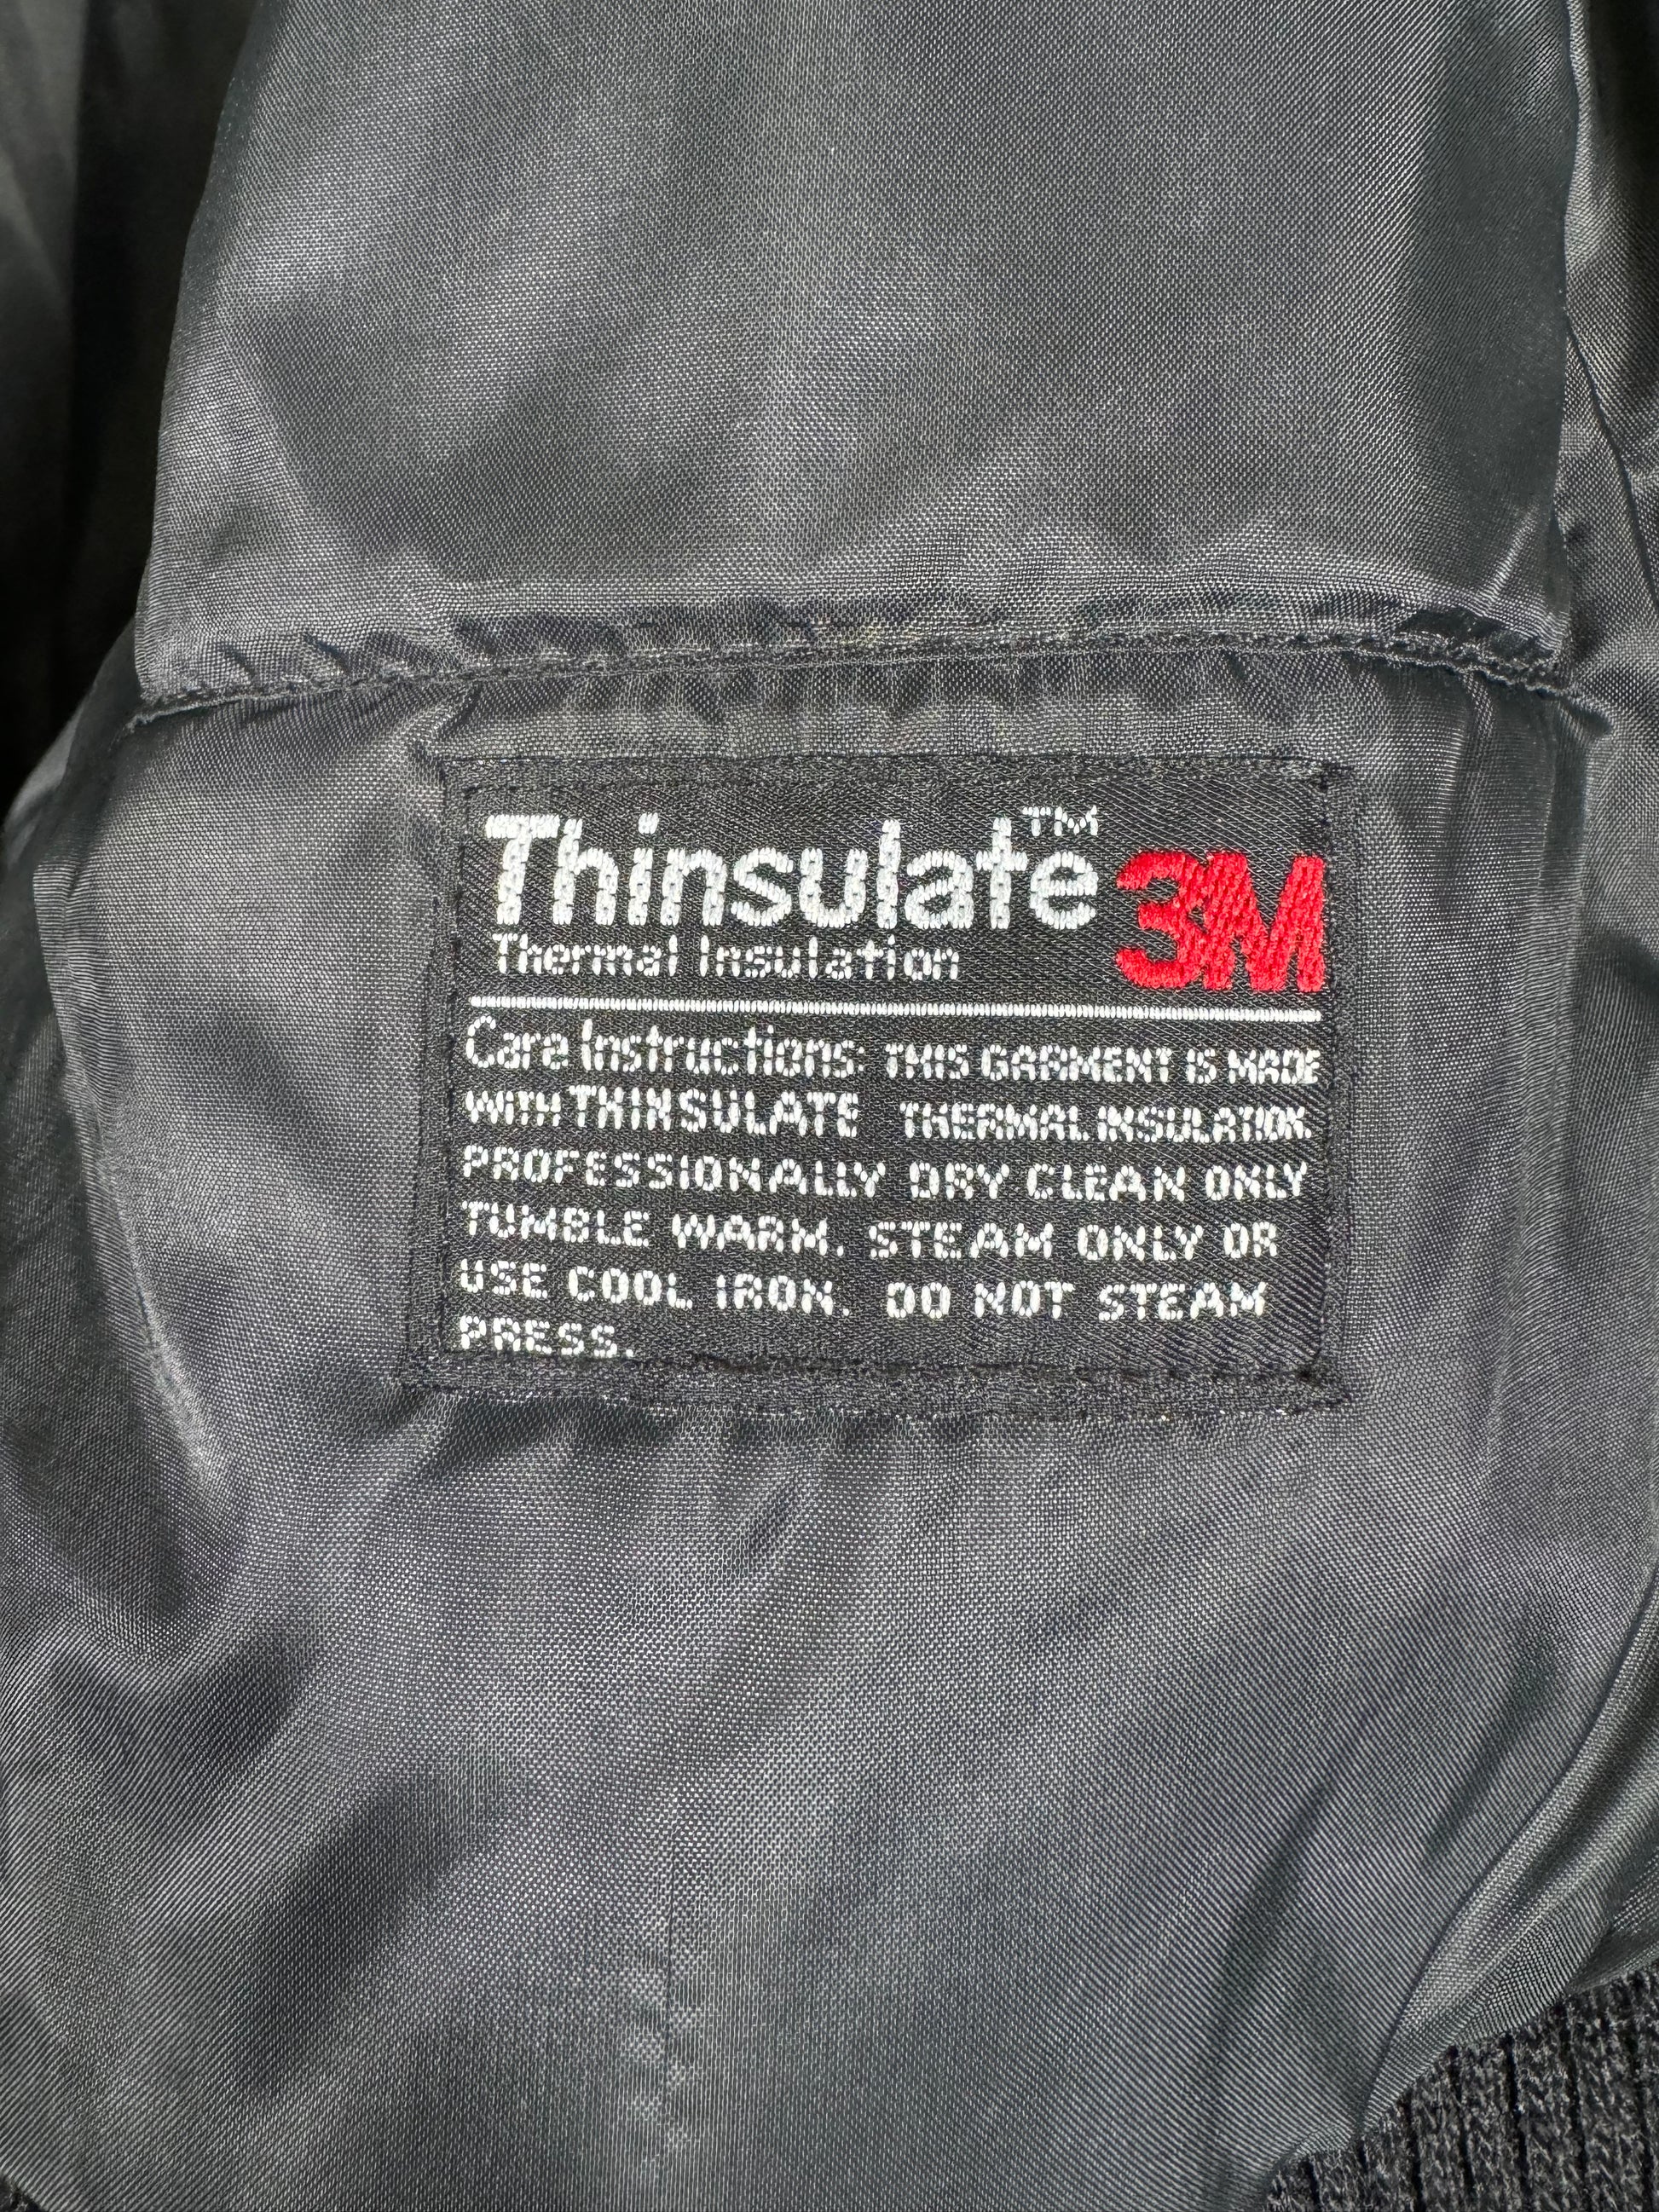 Thinsulate™ 3M
Thermal Insulation
Care Instructions: THIS GARMENT IS MADE
WITH THINSULATE THERMAL INSULATION.
PROFESSIONALLY DRY CLEAN ONLY
TUMBLE WARM. STEAM ONLY OR
USE COOL IRON. DO NOT STEAM
PRESS.